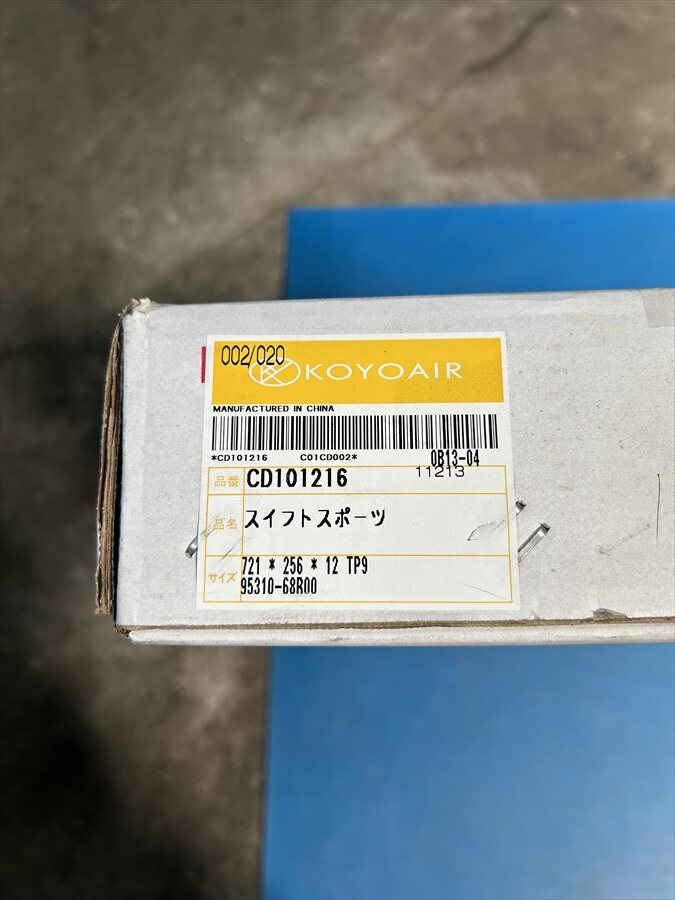 002/020
KOYOAIR
MANUFACTURED IN CHINA
*CD101216 C01CD002*
0B13-04
11213
品番 CD101216
品名 スイフトスポーツ
サイズ 721 * 256 * 12 TP9
95310-68R00